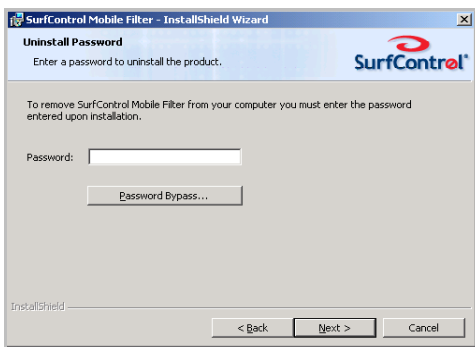 SurfControl Mobile Filter - InstallShield Wizard
Uninstall Password
Enter a password to uninstall the product.
SurfControl
To remove SurfControl Mobile Filter from your computer you must enter the password
entered upon installation.
Password:
Password Bypass...
InstallShield
< Back Next > Cancel